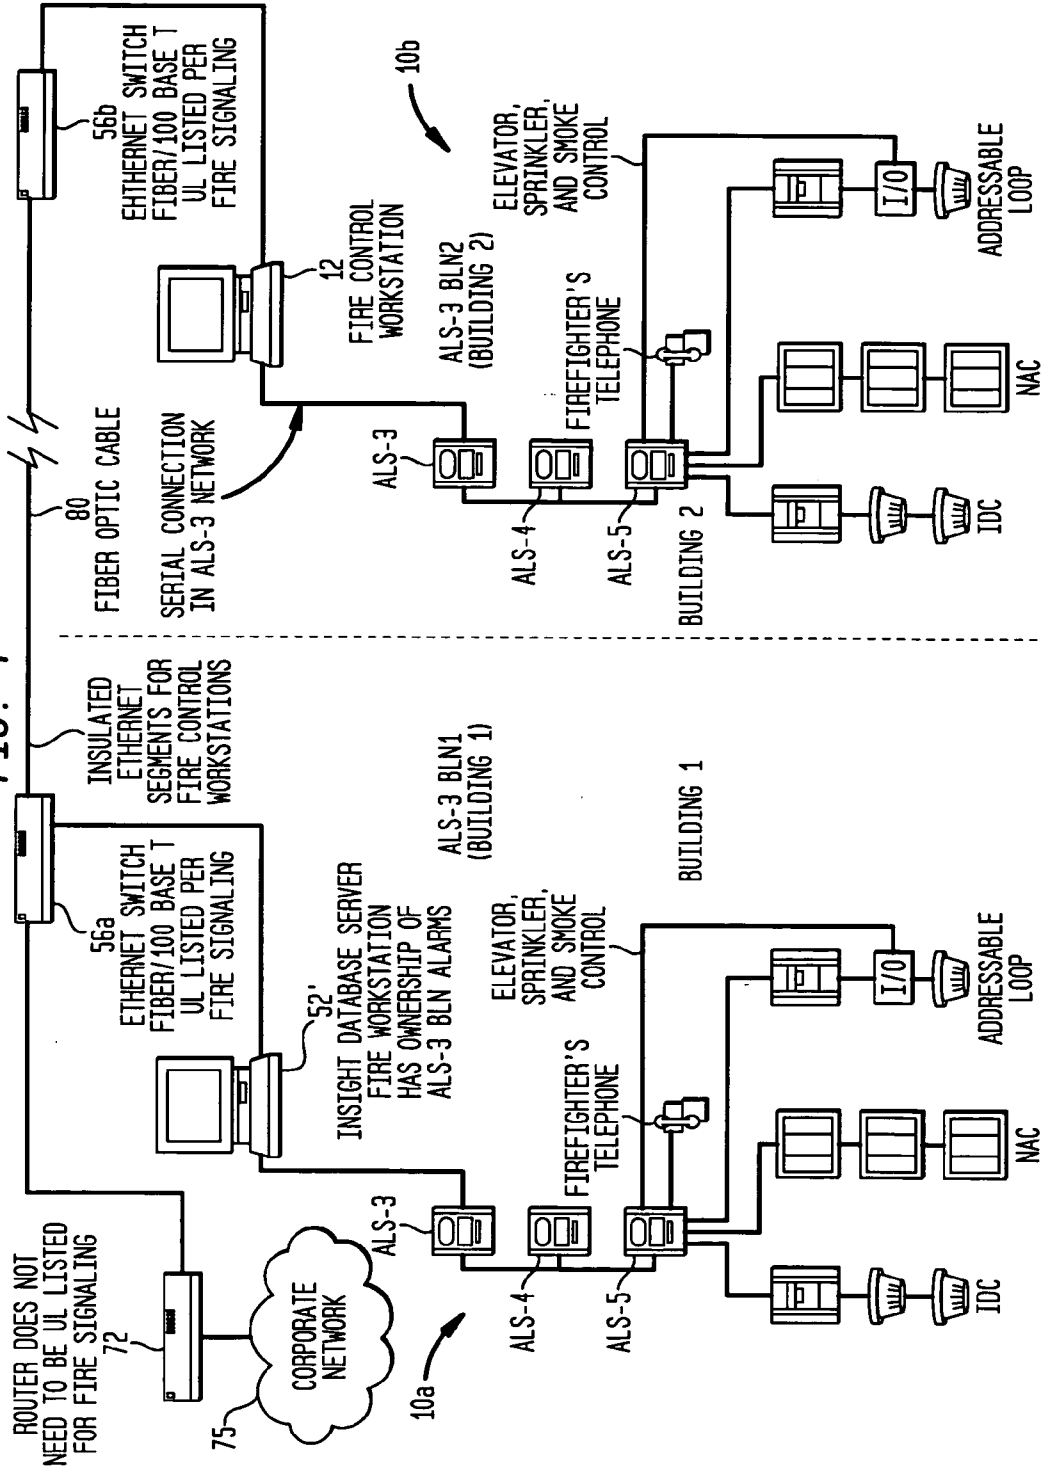 ROUTER DOES NOT
NEED TO BE UL LISTED
FOR FIRE SIGNALING
72
75
CORPORATE
NETWORK
56a
ETHERNET SWITCH
FIBER/100 BASE T
UL LISTED PER
FIRE SIGNALING
INSULATED
ETHERNET
SEGMENTS FOR
FIRE CONTROL
WORKSTATIONS
52'
INSIGHT DATABASE SERVER
FIRE WORKSTATION
HAS OWNERSHIP OF
ALS-3 BLN ALARMS
10a
ALS-3
ALS-4
ALS-5
ALS-3 BLN1
(BUILDING 1)
FIREFIGHTER'S
TELEPHONE
ELEVATOR,
SPRINKLER,
AND SMOKE
CONTROL
BUILDING 1
I/O
IDC
NAC
ADDRESSABLE
LOOP
80
FIBER OPTIC CABLE
SERIAL CONNECTION
IN ALS-3 NETWORK
56b
EHTHERNET SWITCH
FIBER/100 BASE T
UL LISTED PER
FIRE SIGNALING
12
FIRE CONTROL
WORKSTATION
10b
ALS-3
ALS-4
ALS-5
ALS-3 BLN2
(BUILDING 2)
FIREFIGHTER'S
TELEPHONE
ELEVATOR,
SPRINKLER,
AND SMOKE
CONTROL
BUILDING 2
I/O
IDC
NAC
ADDRESSABLE
LOOP